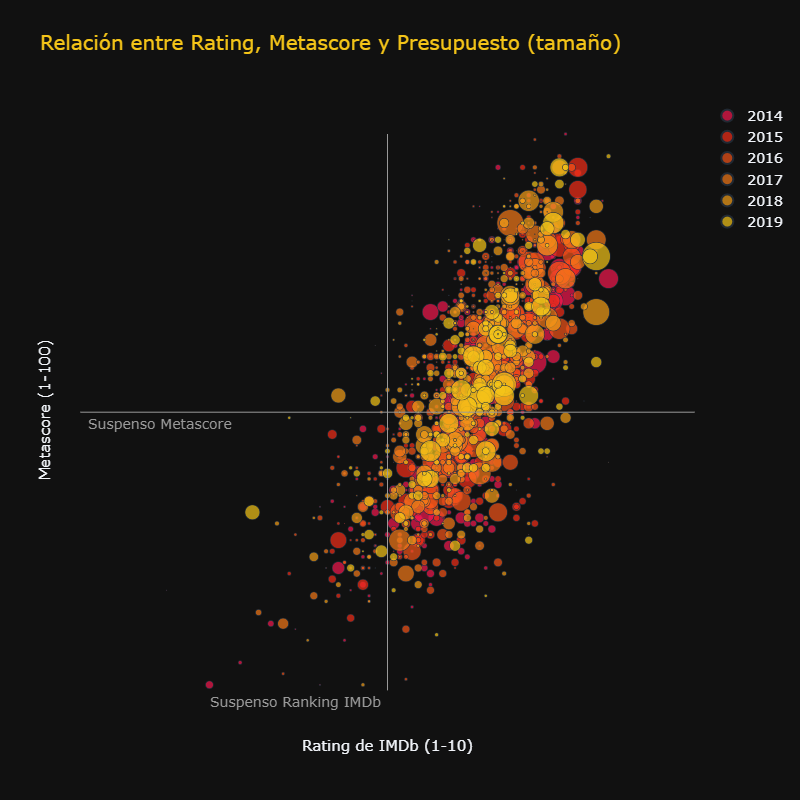 Relación entre Rating, Metascore y Presupuesto (tamaño)
2014
2015
2016
2017
2018
2019
Metascore (1-100)
Suspenso Metascore
Suspenso Ranking IMDb
Rating de IMDb (1-10)